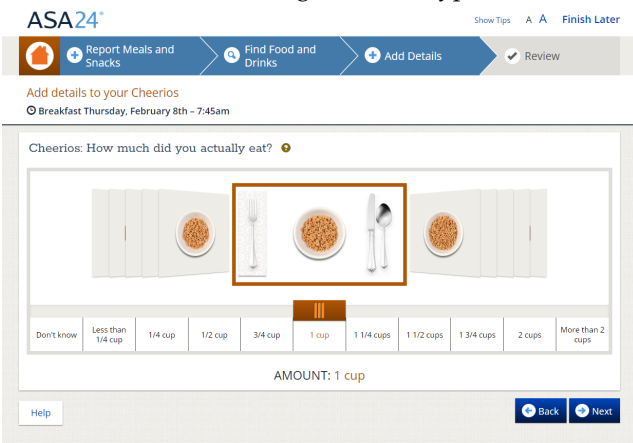 ASA24®
Show Tips A A Finish Later
Report Meals and
Snacks
Find Food and
Drinks
Add Details
Review
Add details to your Cheerios
Breakfast Thursday, February 8th – 7:45am
Cheerios: How much did you actually eat?
Don't know
Less than
1/4 cup
1/4 cup
1/2 cup
3/4 cup
1 cup
1 1/4 cups
1 1/2 cups
1 3/4 cups
2 cups
More than 2
cups
AMOUNT: 1 cup
Help
Back
Next